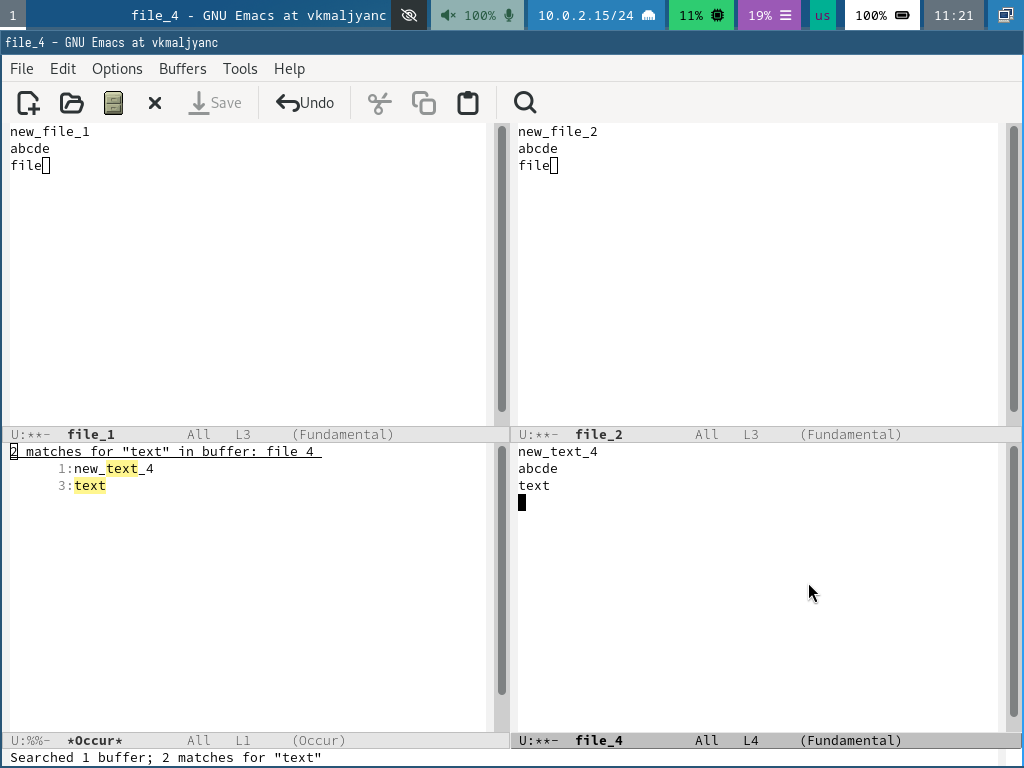 1 file_4 - GNU Emacs at vkmaljyanc 100% 10.0.2.15/24 11% 19% us 100% 11:21
file_4 - GNU Emacs at vkmaljyanc
File Edit Options Buffers Tools Help
Save Undo
new_file_1
abcde
file
U:**- file_1 All L3 (Fundamental)
new_file_2
abcde
file
U:**- file_2 All L3 (Fundamental)
2 matches for "text" in buffer: file_4
1:new_text_4
3:text
U:%%- *Occur* All L1 (Occur)
new_text_4
abcde
text
U:**- file_4 All L4 (Fundamental)
Searched 1 buffer; 2 matches for "text"